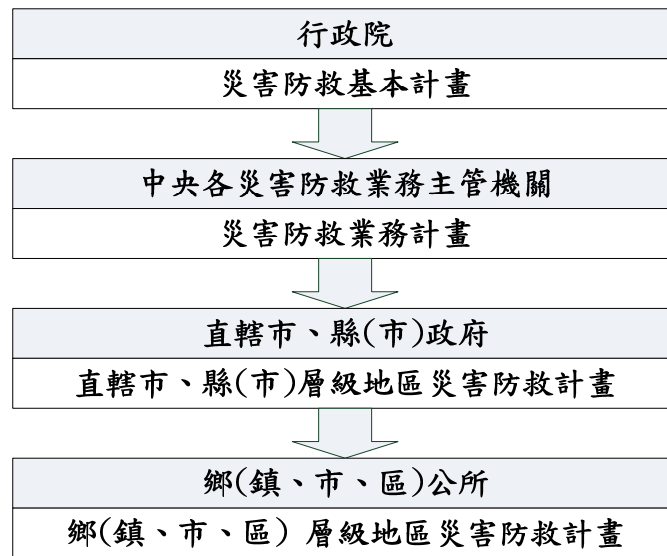 行政院
災害防救基本計畫
中央各災害防救業務主管機關
災害防救業務計畫
直轄市、縣(市)政府
直轄市、縣(市)層級地區災害防救計畫
鄉(鎮、市、區)公所
鄉(鎮、市、區) 層級地區災害防救計畫